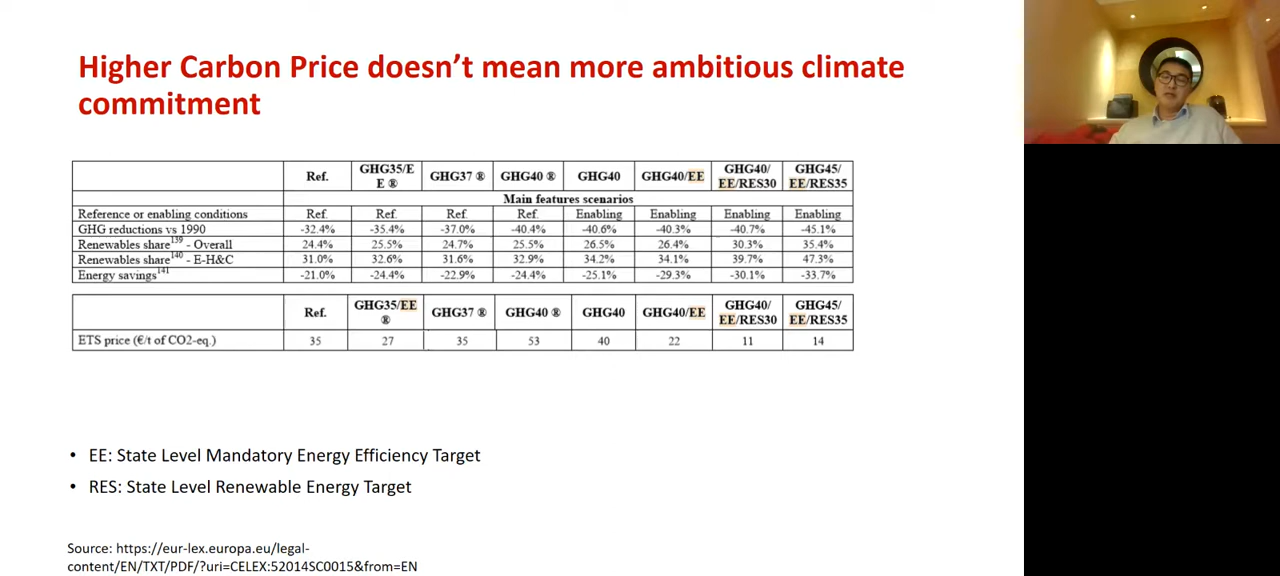 Higher Carbon Price doesn't mean more ambitious climate
commitment
Ref. GHG35/E E ® GHG37 ® GHG40 ® GHG40 GHG40/EE GHG40/ EE/RES30 GHG45/ EE/RES35
Main features scenarios
Reference or enabling conditions Ref. Ref. Ref. Ref. Enabling Enabling Enabling Enabling
GHG reductions vs 1990 -32.4% -35.4% -37.0% -40.4% -40.6% -40.3% -40.7% -45.1%
Renewables share139 - Overall 24.4% 25.5% 24.7% 25.5% 26.5% 26.4% 30.3% 35.4%
Renewables share140 - E-H&C 31.0% 32.6% 31.6% 32.9% 34.2% 34.1% 39.7% 47.3%
Energy savings141 -21.0% -24.4% -22.9% -24.4% -25.1% -29.3% -30.1% -33.7%
Ref. GHG35/EE ® GHG37 ® GHG40 ® GHG40 GHG40/EE GHG40/ EE/RES30 GHG45/ EE/RES35
ETS price (€/t of CO2-eq.) 35 27 35 53 40 22 11 14
• EE: State Level Mandatory Energy Efficiency Target
• RES: State Level Renewable Energy Target
Source: https://eur-lex.europa.eu/legal-
content/EN/TXT/PDF/?uri=CELEX:52014SC0015&from=EN